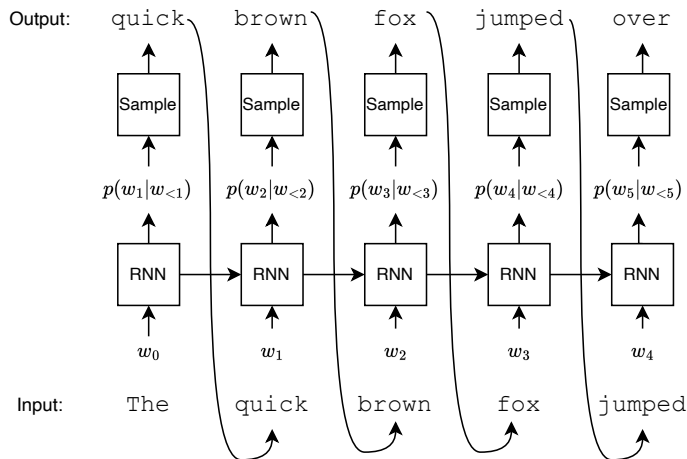 Output: quick brown fox jumped over
Sample Sample Sample Sample Sample
p(w₁|w<₁) p(w₂|w<₂) p(w₃|w<₃) p(w₄|w<₄) p(w₅|w<₅)
RNN RNN RNN RNN RNN
w₀ w₁ w₂ w₃ w₄
Input: The quick brown fox jumped